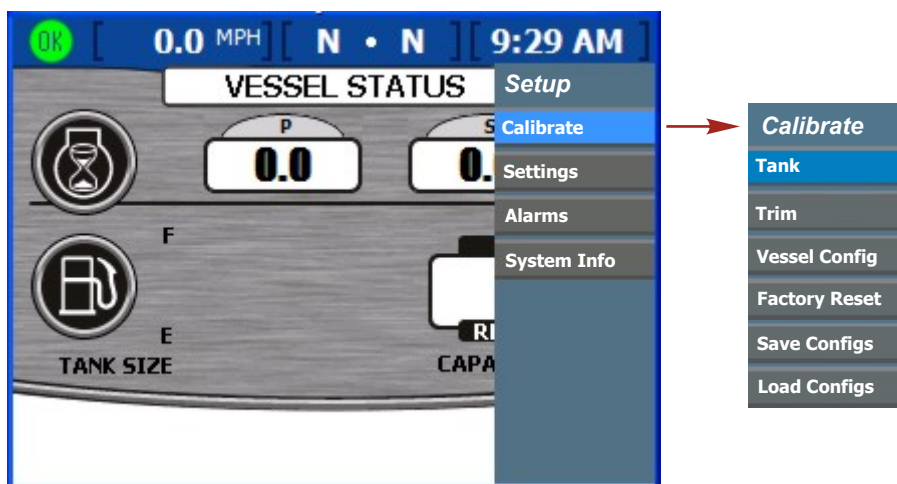 OK [ 0.0 MPH ] [ N • N ] [ 9:29 AM ]
VESSEL STATUS
P
0.0
S
0.
F
E
TANK SIZE
Setup
Calibrate
Settings
Alarms
System Info
Calibrate
Tank
Trim
Vessel Config
Factory Reset
Save Configs
Load Configs